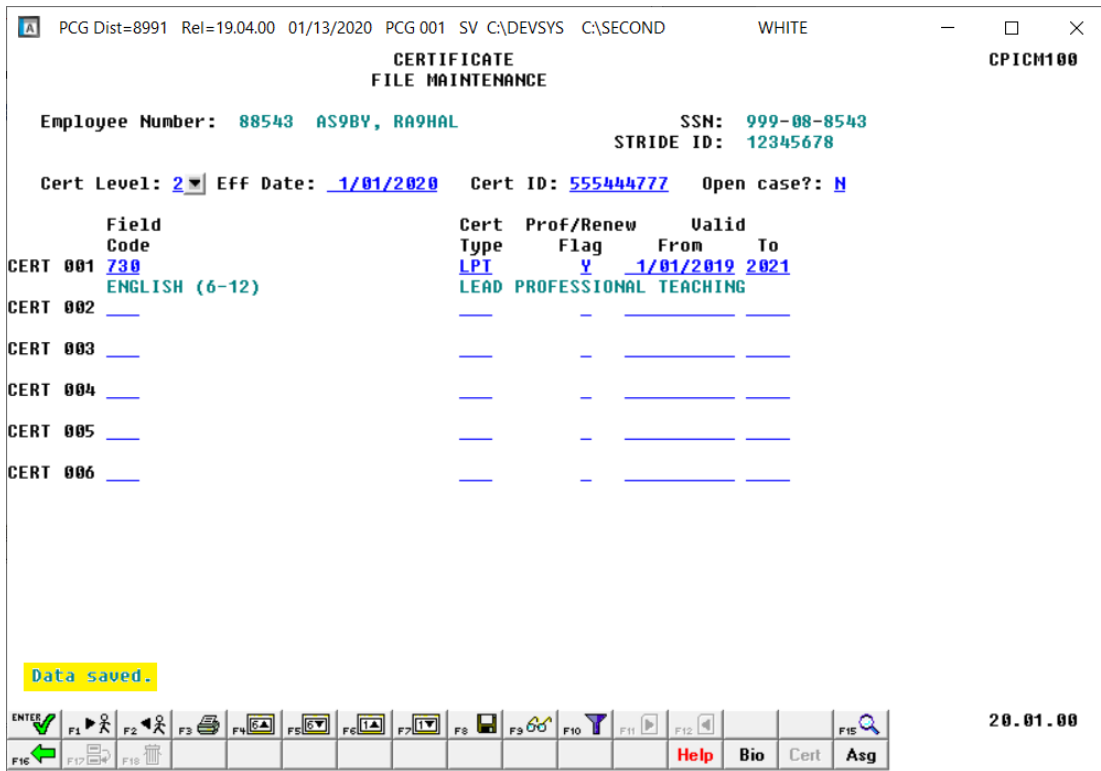 PCG Dist=8991 Rel=19.04.00 01/13/2020 PCG 001 SV C:\DEVSYS C:\SECOND WHITE
CERTIFICATE CPICM100
FILE MAINTENANCE
Employee Number: 88543 AS9BY, RA9HAL SSN: 999-08-8543
STRIDE ID: 12345678
Cert Level: 2 Eff Date: 1/01/2020 Cert ID: 555444777 Open case?: N
Field Cert Prof/Renew Valid
Code Type Flag From To
CERT 001 730 LPT Y 1/01/2019 2021
ENGLISH (6-12) LEAD PROFESSIONAL TEACHING
CERT 002
CERT 003
CERT 004
CERT 005
CERT 006
Data saved.
ENTER F1 F2 F3 F4 6 F5 6 F6 1 F7 1 F8 F9 F10 F11 F12 F15 20.01.00
F16 F17 F18 Help Bio Cert Asg